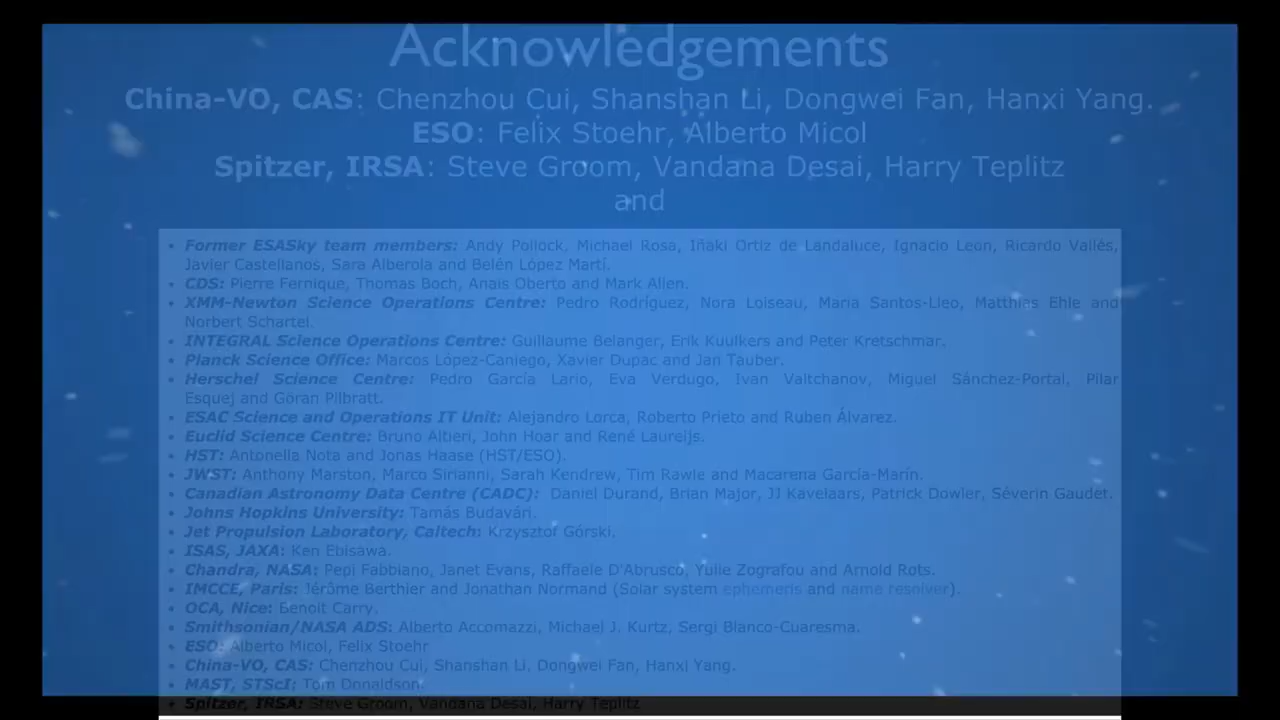 Acknowledgements
China-VO, CAS: Chenzhou Cui, Shanshan Li, Dongwei Fan, Hanxi Yang.
ESO: Felix Stoehr, Alberto Micol
Spitzer, IRSA: Steve Groom, Vandana Desai, Harry Teplitz
and
• Former ESASky team members: Andy Pollock, Michael Rosa, Iñaki Ortiz de Landaluce, Ignacio Leon, Ricardo Vallés,
Javier Castellanos, Sara Alberola and Belén López Martí.
• CDS: Pierre Fernique, Thomas Boch, Anais Oberto and Mark Allen.
• XMM-Newton Science Operations Centre: Pedro Rodríguez, Nora Loiseau, Maria Santos-Lleo, Matthias Ehle and
Norbert Schartel.
• INTEGRAL Science Operations Centre: Guillaume Belanger, Erik Kuulkers and Peter Kretschmar.
• Planck Science Office: Marcos López-Caniego, Xavier Dupac and Jan Tauber.
• Herschel Science Centre: Pedro García Lario, Eva Verdugo, Ivan Valtchanov, Miguel Sánchez-Portal, Pilar
Esquej and Göran Pilbratt.
• ESAC Science and Operations IT Unit: Alejandro Lorca, Roberto Prieto and Ruben Álvarez.
• Euclid Science Centre: Bruno Altieri, John Hoar and René Laureijs.
• HST: Antonella Nota and Jonas Haase (HST/ESO).
• JWST: Anthony Marston, Marco Sirianni, Sarah Kendrew, Tim Rawle and Macarena García-Marín.
• Canadian Astronomy Data Centre (CADC): Daniel Durand, Brian Major, JJ Kavelaars, Patrick Dowler, Séverin Gaudet.
• Johns Hopkins University: Tamás Budavári.
• Jet Propulsion Laboratory, Caltech: Krzysztof Górski.
• ISAS, JAXA: Ken Ebisawa.
• Chandra, NASA: Pepi Fabbiano, Janet Evans, Raffaele D'Abrusco, Yulie Zografou and Arnold Rots.
• IMCCE, Paris: Jérôme Berthier and Jonathan Normand (Solar system ephemeris and name resolver).
• OCA, Nice: Benoit Carry.
• Smithsonian/NASA ADS: Alberto Accomazzi, Michael J. Kurtz, Sergi Blanco-Cuaresma.
• ESO: Alberto Micol, Felix Stoehr
• China-VO, CAS: Chenzhou Cui, Shanshan Li, Dongwei Fan, Hanxi Yang.
• MAST, STScI: Tom Donaldson.
• Spitzer, IRSA: Steve Groom, Vandana Desai, Harry Teplitz